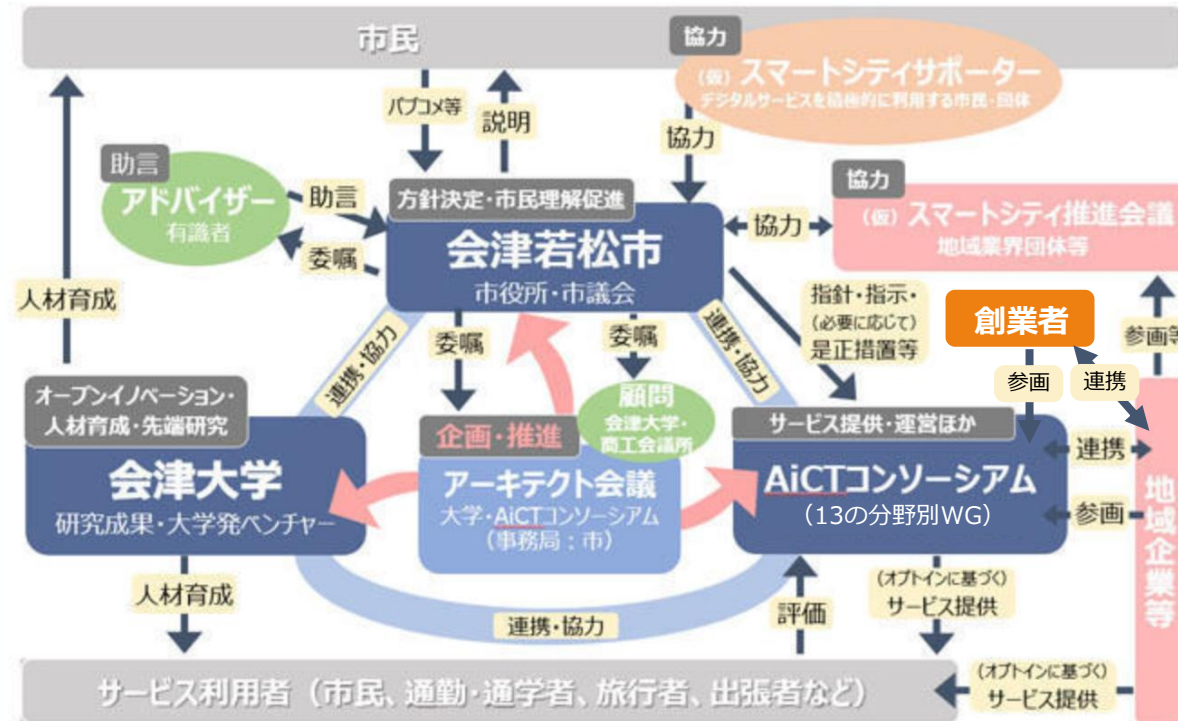 市民
協力
(仮) スマートシティサポーター
デジタルサービスを積極的に利用する市民・団体
パブコメ等
説明
協力
助言
アドバイザー
有識者
助言
委嘱
方針決定・市民理解促進
会津若松市
市役所・市議会
協力
協力
(仮) スマートシティ推進会議
地域業界団体等
人材育成
委嘱
委嘱
連携・協力
連携・協力
指針・指示・
(必要に応じて)
是正措置等
創業者
参画
連携
参画等
オープンイノベーション・
人材育成・先端研究
会津大学
研究成果・大学発ベンチャー
企画・推進
顧問
会津大学・
商工会議所
アーキテクト会議
大学・AiCTコンソーシアム
(事務局：市)
サービス提供・運営ほか
AiCTコンソーシアム
(13の分野別WG)
連携
参画
地域企業等
人材育成
連携・協力
評価
(オプトインに基づく)
サービス提供
サービス利用者（市民、通勤・通学者、旅行者、出張者など）
(オプトインに基づく)
サービス提供